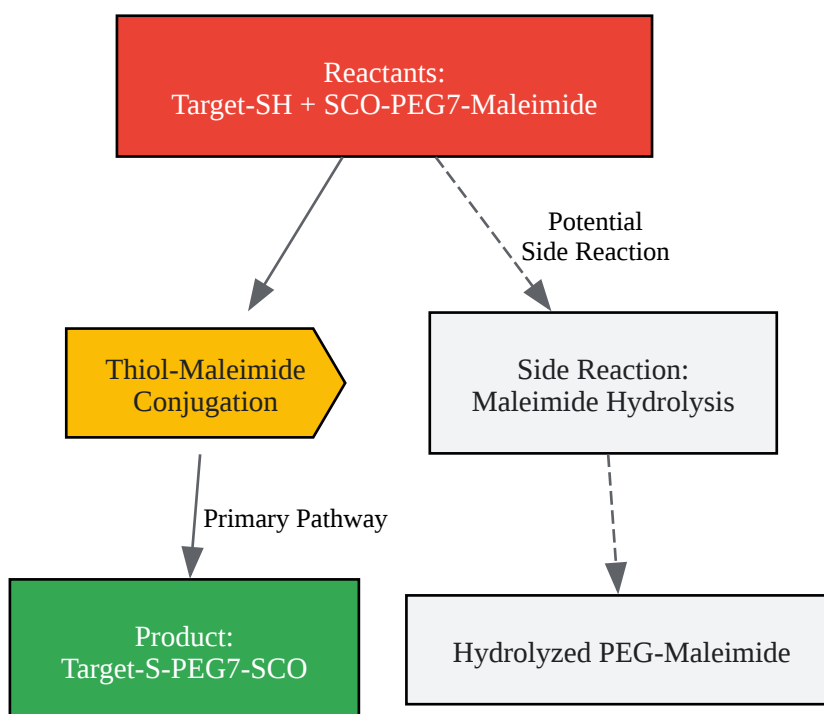 Reactants:
Target-SH + SCO-PEG7-Maleimide
Potential
Side Reaction
Thiol-Maleimide
Conjugation
Side Reaction:
Maleimide Hydrolysis
Primary Pathway
Product:
Target-S-PEG7-SCO
Hydrolyzed PEG-Maleimide